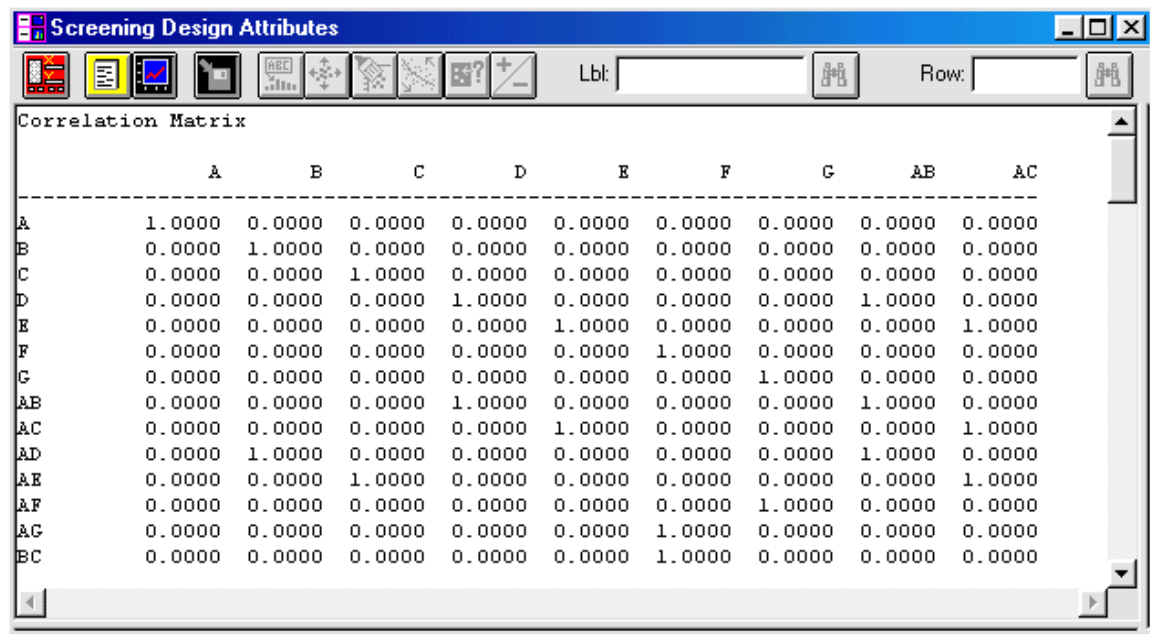 Screening Design Attributes
Lbl: Row:
Correlation Matrix
A B C D E F G AB AC
--------------------------------------------------------------------------------
A 1.0000 0.0000 0.0000 0.0000 0.0000 0.0000 0.0000 0.0000 0.0000
B 0.0000 1.0000 0.0000 0.0000 0.0000 0.0000 0.0000 0.0000 0.0000
C 0.0000 0.0000 1.0000 0.0000 0.0000 0.0000 0.0000 0.0000 0.0000
D 0.0000 0.0000 0.0000 1.0000 0.0000 0.0000 0.0000 1.0000 0.0000
E 0.0000 0.0000 0.0000 0.0000 1.0000 0.0000 0.0000 0.0000 1.0000
F 0.0000 0.0000 0.0000 0.0000 0.0000 1.0000 0.0000 0.0000 0.0000
G 0.0000 0.0000 0.0000 0.0000 0.0000 0.0000 1.0000 0.0000 0.0000
AB 0.0000 0.0000 0.0000 1.0000 0.0000 0.0000 0.0000 1.0000 0.0000
AC 0.0000 0.0000 0.0000 0.0000 1.0000 0.0000 0.0000 0.0000 1.0000
AD 0.0000 1.0000 0.0000 0.0000 0.0000 0.0000 0.0000 1.0000 0.0000
AE 0.0000 0.0000 1.0000 0.0000 0.0000 0.0000 0.0000 0.0000 1.0000
AF 0.0000 0.0000 0.0000 0.0000 0.0000 0.0000 1.0000 0.0000 0.0000
AG 0.0000 0.0000 0.0000 0.0000 0.0000 1.0000 0.0000 0.0000 0.0000
BC 0.0000 0.0000 0.0000 0.0000 0.0000 1.0000 0.0000 0.0000 0.0000